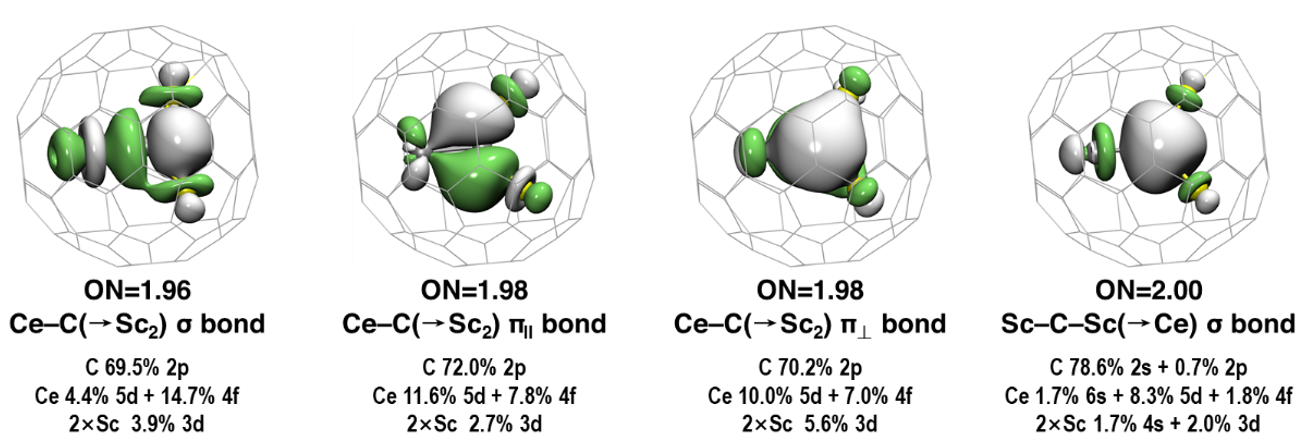 ON=1.96
Ce–C(→Sc₂) σ bond
C 69.5% 2p
Ce 4.4% 5d + 14.7% 4f
2×Sc 3.9% 3d
ON=1.98
Ce–C(→Sc₂) π∥ bond
C 72.0% 2p
Ce 11.6% 5d + 7.8% 4f
2×Sc 2.7% 3d
ON=1.98
Ce–C(→Sc₂) π⊥ bond
C 70.2% 2p
Ce 10.0% 5d + 7.0% 4f
2×Sc 5.6% 3d
ON=2.00
Sc–C–Sc(→Ce) σ bond
C 78.6% 2s + 0.7% 2p
Ce 1.7% 6s + 8.3% 5d + 1.8% 4f
2×Sc 1.7% 4s + 2.0% 3d